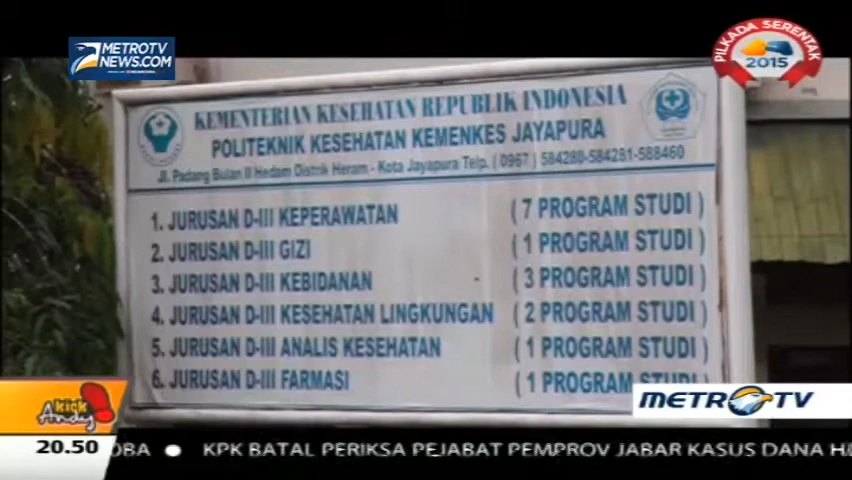 METROTV
NEWS.COM
PILKADA SERENTAK
2015
KEMENTERIAN KESEHATAN REPUBLIK INDONESIA
POLITEKNIK KESEHATAN KEMENKES JAYAPURA
JL. Padang Bulan II Hedam Distrik Heram - Kota Jayapura Telp. ( 0967 ) 584280-584281-588460
1. JURUSAN D-III KEPERAWATAN ( 7 PROGRAM STUDI )
2. JURUSAN D-III GIZI ( 1 PROGRAM STUDI )
3. JURUSAN D-III KEBIDANAN ( 3 PROGRAM STUDI )
4. JURUSAN D-III KESEHATAN LINGKUNGAN ( 2 PROGRAM STUDI )
5. JURUSAN D-III ANALIS KESEHATAN ( 1 PROGRAM STUDI )
6. JURUSAN D-III FARMASI ( 1 PROGRAM STUDI )
kick
Andy
METRO TV
20.50
OBA ● KPK BATAL PERIKSA PEJABAT PEMPROV JABAR KASUS DANA